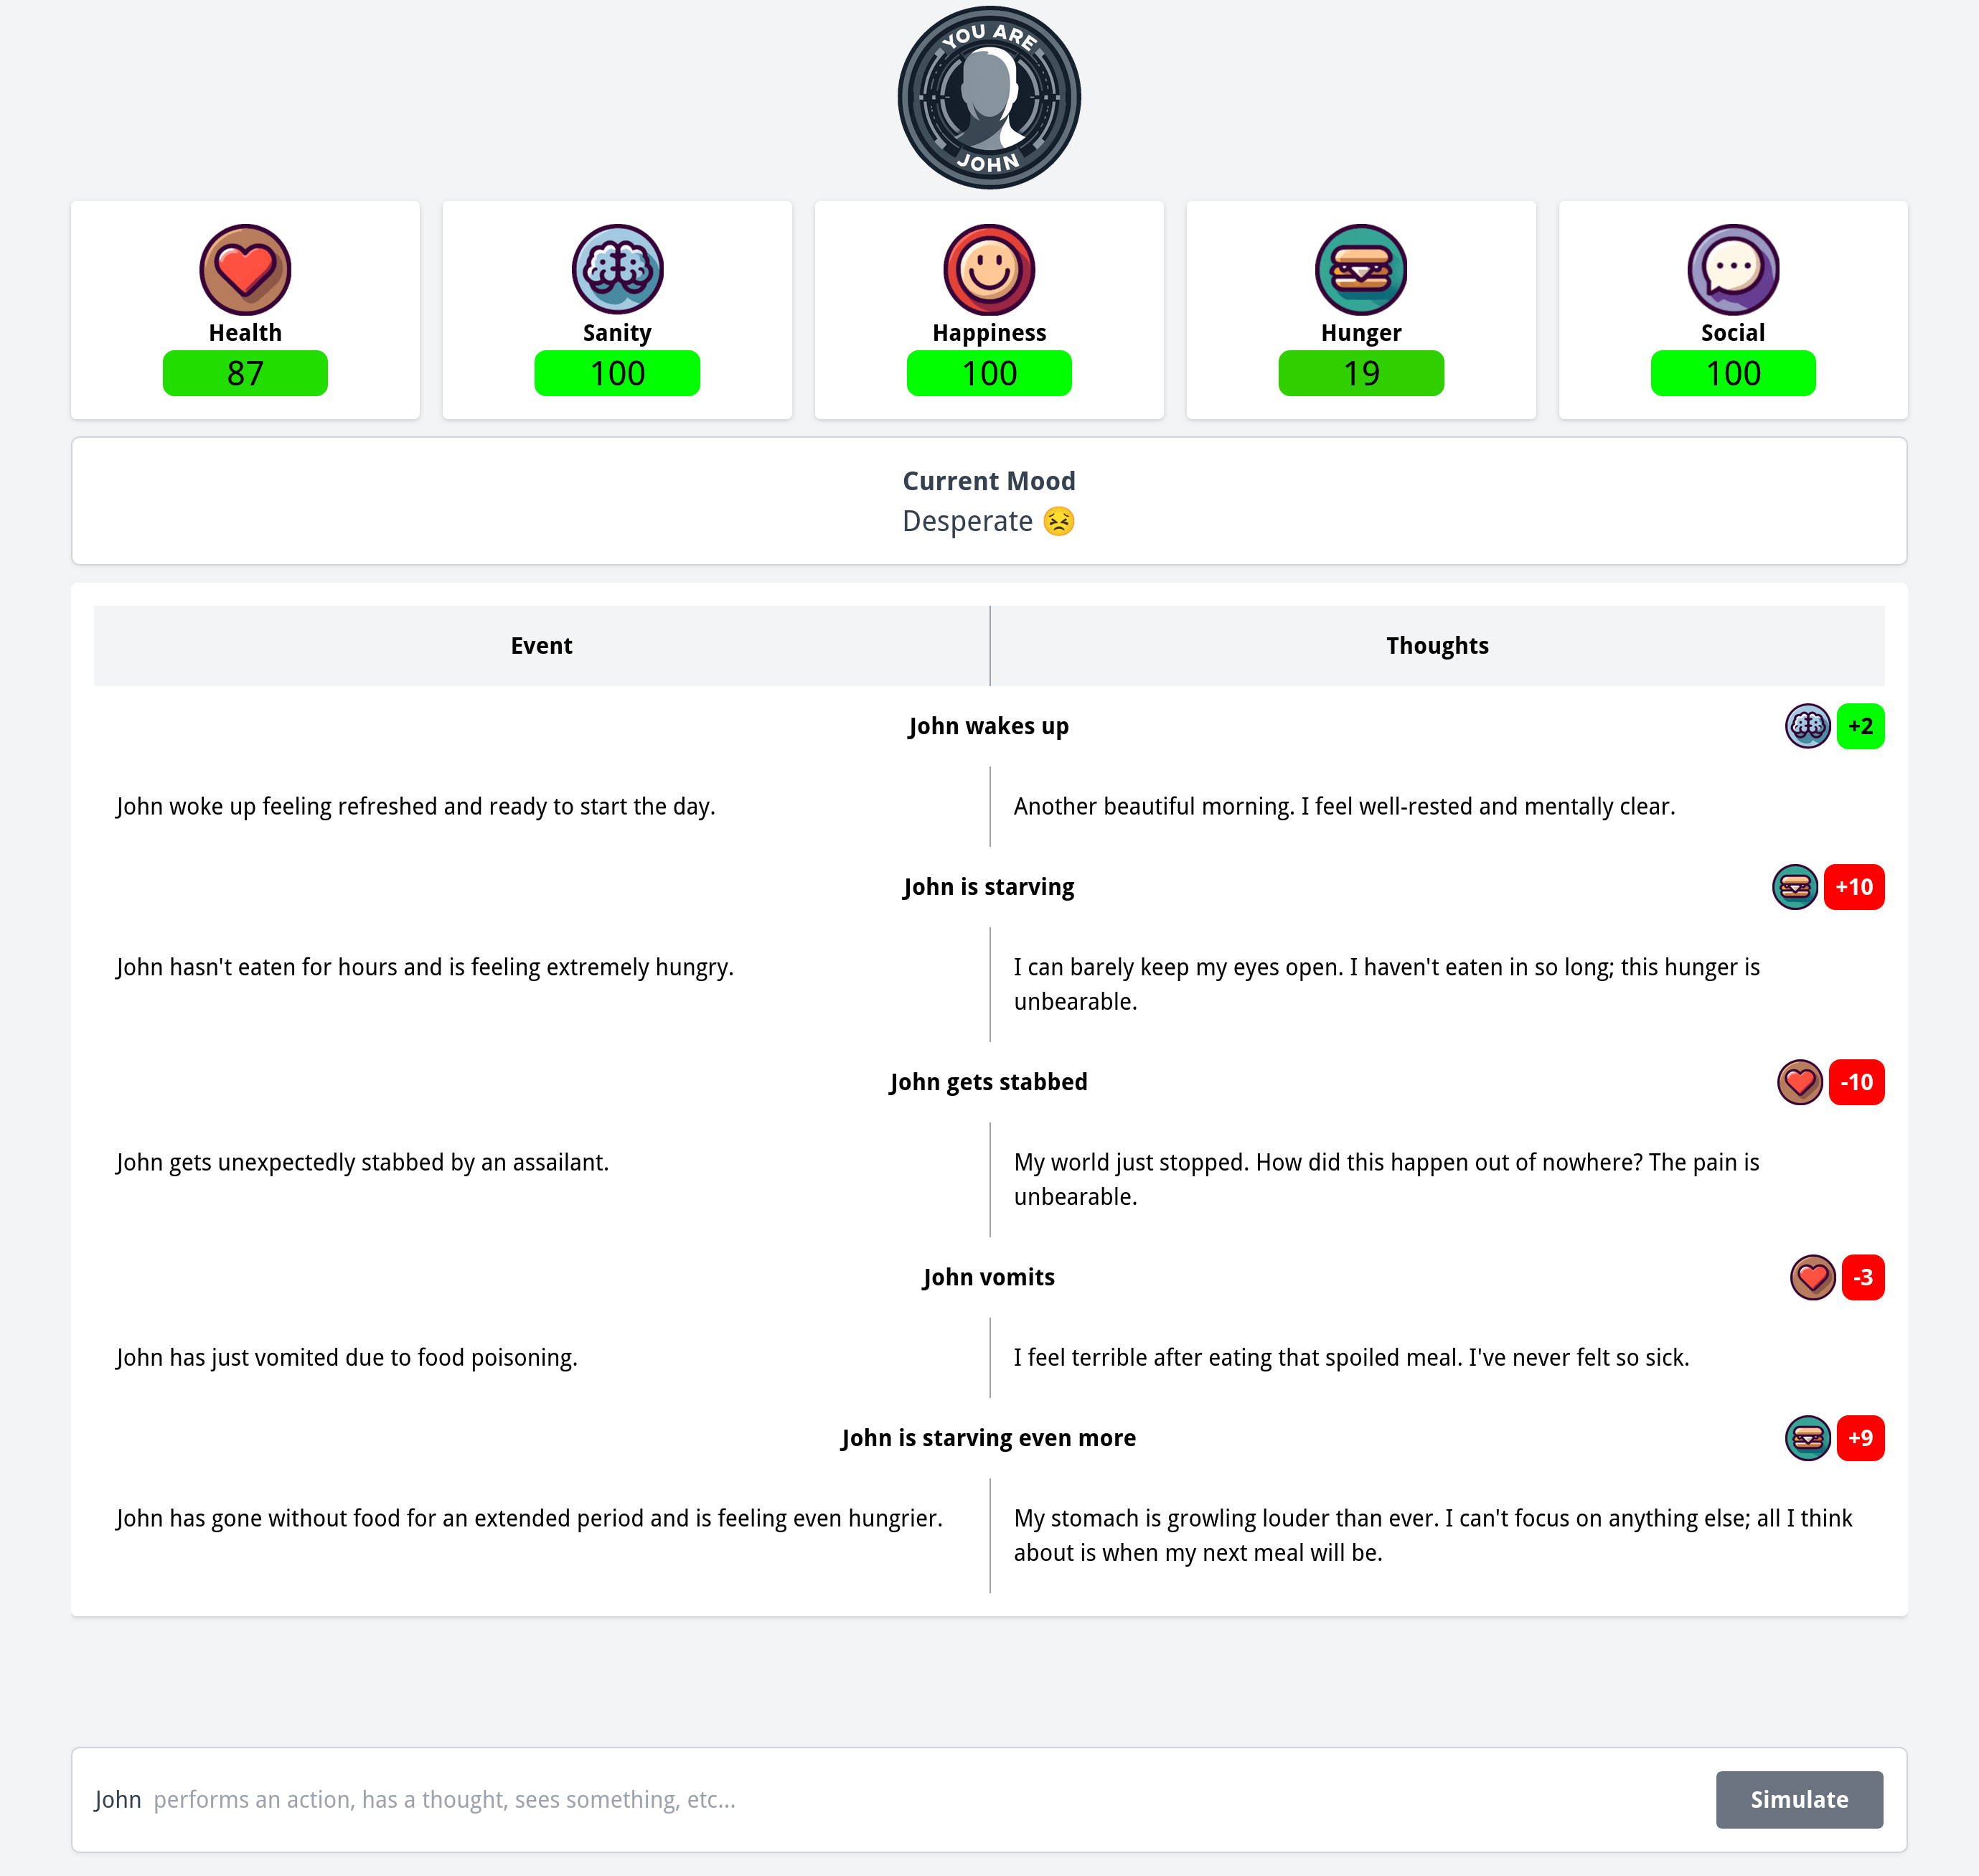 YOU ARE
JOHN
Health
87
Sanity
100
Happiness
100
Hunger
19
Social
100
Current Mood
Desperate 😣
Event
Thoughts
John wakes up
+2
John woke up feeling refreshed and ready to start the day.
Another beautiful morning. I feel well-rested and mentally clear.
John is starving
+10
John hasn't eaten for hours and is feeling extremely hungry.
I can barely keep my eyes open. I haven't eaten in so long; this hunger is
unbearable.
John gets stabbed
-10
John gets unexpectedly stabbed by an assailant.
My world just stopped. How did this happen out of nowhere? The pain is
unbearable.
John vomits
-3
John has just vomited due to food poisoning.
I feel terrible after eating that spoiled meal. I've never felt so sick.
John is starving even more
+9
John has gone without food for an extended period and is feeling even hungrier.
My stomach is growling louder than ever. I can't focus on anything else; all I think
about is when my next meal will be.
John performs an action, has a thought, sees something, etc...
Simulate